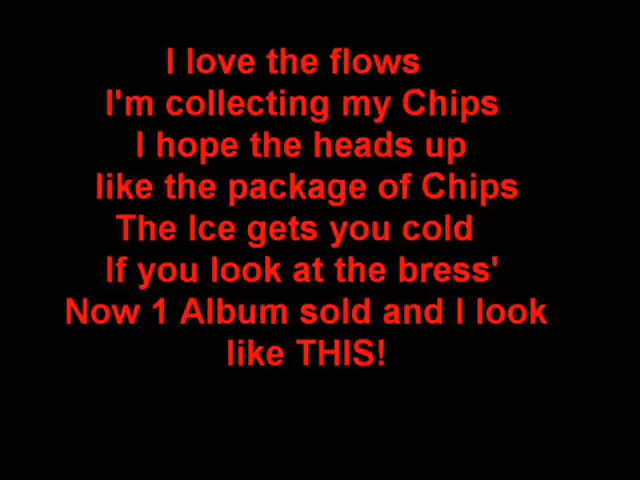 I love the flows
I'm collecting my Chips
I hope the heads up
like the package of Chips
The Ice gets you cold
If you look at the bress'
Now 1 Album sold and I look
like THIS!